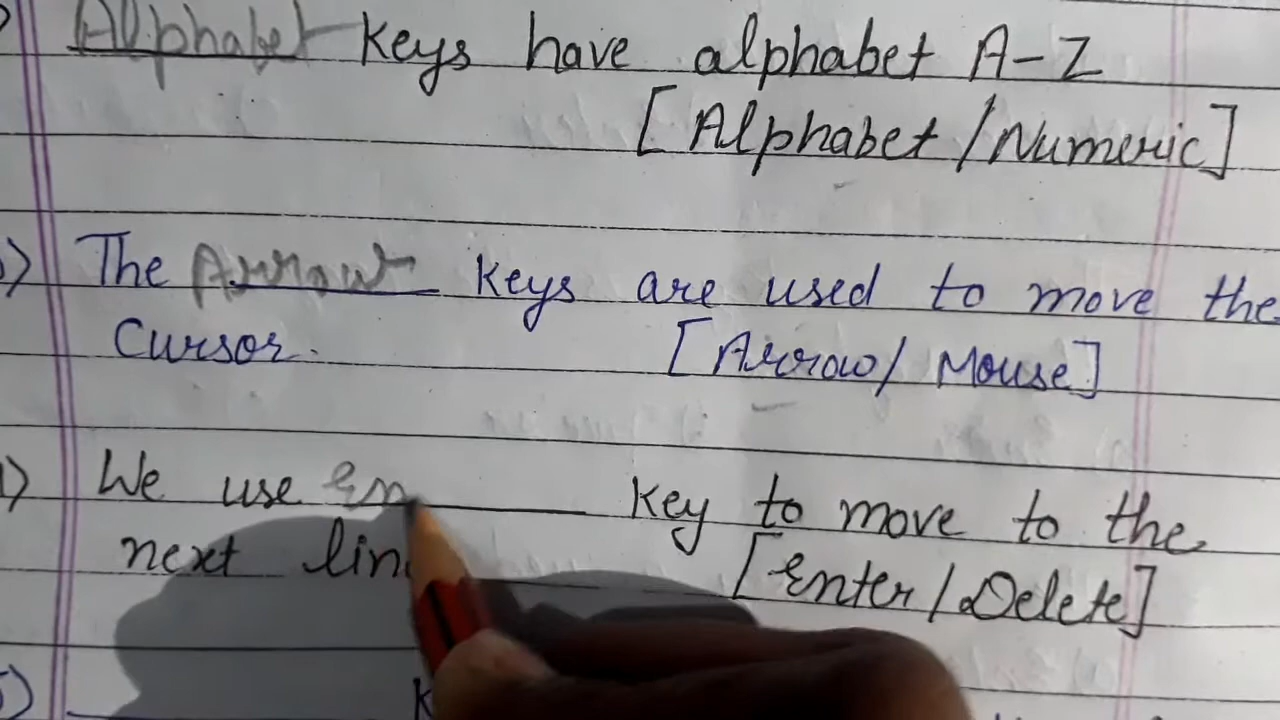 Alphabet Keys have alphabet A-Z
[Alphabet/Numeric]
The Arrow Keys are used to move the
Cursor. [Arrow/ Mouse]
We use En Key to move to the
next lin [Enter/Delete]
5) K